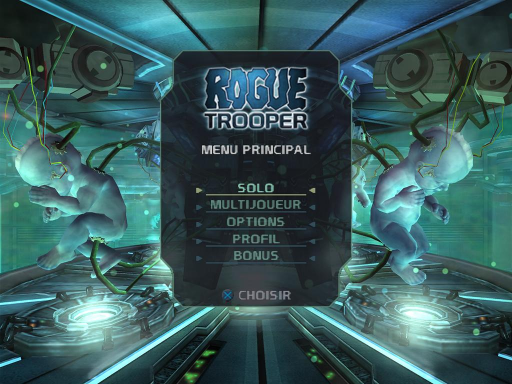 ROGUE
TROOPER
MENU PRINCIPAL
SOLO
MULTIJOUEUR
OPTIONS
PROFIL
BONUS
CHOISIR